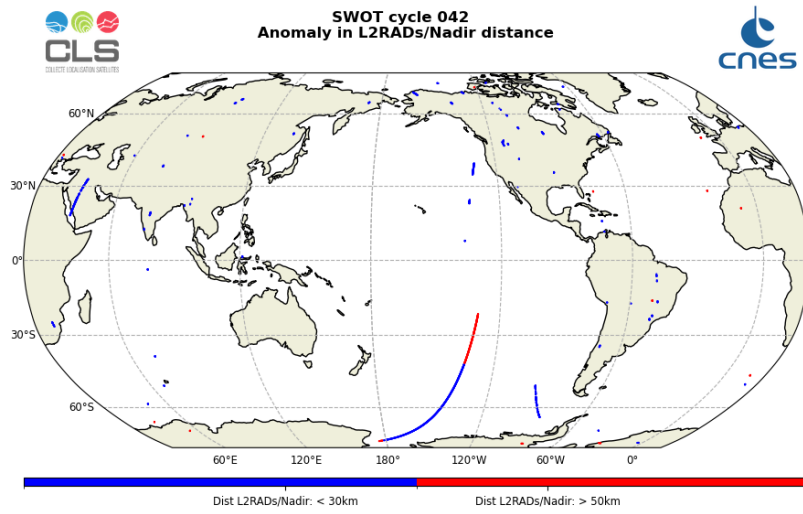 SWOT cycle 042
Anomaly in L2RADs/Nadir distance
CLS
COLLECTE LOCALISATION SATELLITES
cnes
60°N
30°N
0°
30°S
60°S
60°E 120°E 180° 120°W 60°W 0°
Dist L2RADs/Nadir: < 30km Dist L2RADs/Nadir: > 50km